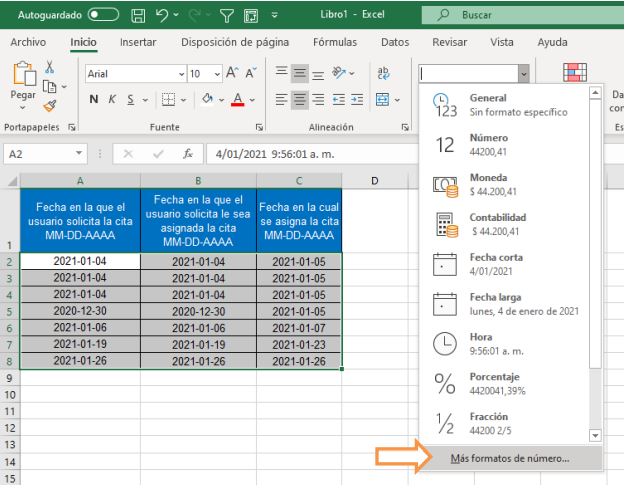 Autoguardado
Libro1 - Excel
Buscar
Archivo Inicio Insertar Disposición de página Fórmulas Datos Revisar Vista Ayuda
Pegar
Arial
10
A A
ab
N K S
A
Portapapeles
Fuente
Alineación
Da
con
Es
A2
fx
4/01/2021 9:56:01 a. m.
A B C D
1
Fecha en la que el
usuario solicita la cita
MM-DD-AAAA
Fecha en la que el
usuario solicita le sea
asignada la cita
MM-DD-AAAA
Fecha en la cual
se asigna la cita
MM-DD-AAAA
2 2021-01-04 2021-01-04 2021-01-05
3 2021-01-04 2021-01-04 2021-01-05
4 2021-01-04 2021-01-04 2021-01-05
5 2020-12-30 2020-12-30 2021-01-05
6 2021-01-06 2021-01-06 2021-01-07
7 2021-01-19 2021-01-19 2021-01-23
8 2021-01-26 2021-01-26 2021-01-26
9
10
11
12
13
14
15
123
General
Sin formato específico
12
Número
44200,41
Moneda
$ 44.200,41
Contabilidad
$ 44.200,41
Fecha corta
4/01/2021
Fecha larga
lunes, 4 de enero de 2021
Hora
9:56:01 a. m.
%
Porcentaje
4420041,39%
1/2
Fracción
44200 2/5
Más formatos de número...